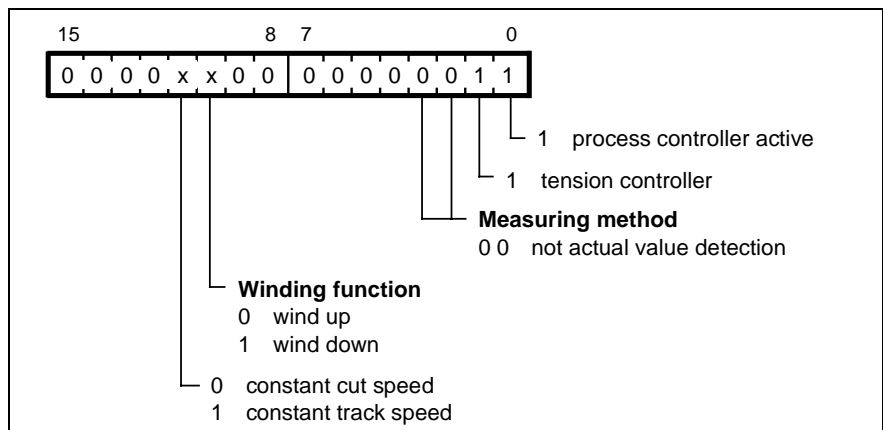 15 8 7 0
0 0 0 0 x x 0 0 0 0 0 0 0 0 1 1
1 process controller active
1 tension controller
Measuring method
0 0 not actual value detection
Winding function
0 wind up
1 wind down
0 constant cut speed
1 constant track speed